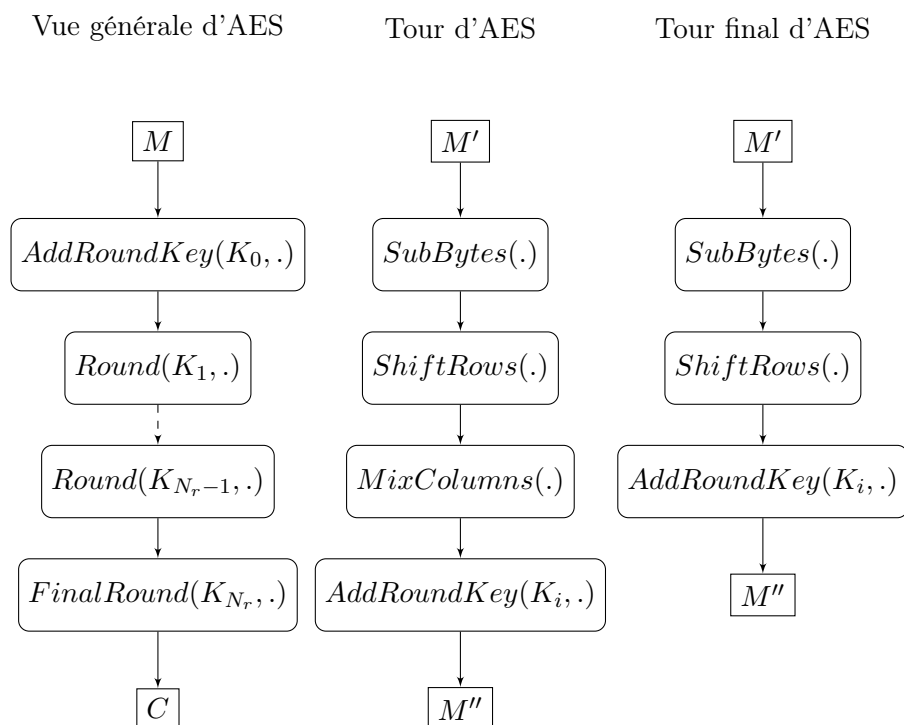 Vue générale d'AES
M
AddRoundKey(K_0, .)
Round(K_1, .)
Round(K_{N_r-1}, .)
FinalRound(K_{N_r}, .)
C
Tour d'AES
M'
SubBytes(.)
ShiftRows(.)
MixColumns(.)
AddRoundKey(K_i, .)
M''
Tour final d'AES
M'
SubBytes(.)
ShiftRows(.)
AddRoundKey(K_i, .)
M''